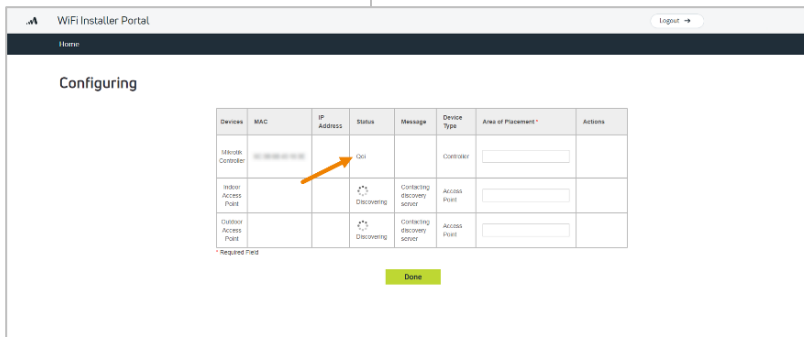 WiFi Installer Portal
Logout →
Home
Configuring
Devices MAC IP Address Status Message Device Type Area of Placement * Actions
Mikrotik Controller Controller
Indoor Access Point Discovering Contacting discovery server Access Point
Outdoor Access Point Discovering Contacting discovery server Access Point
* Required Field
Done